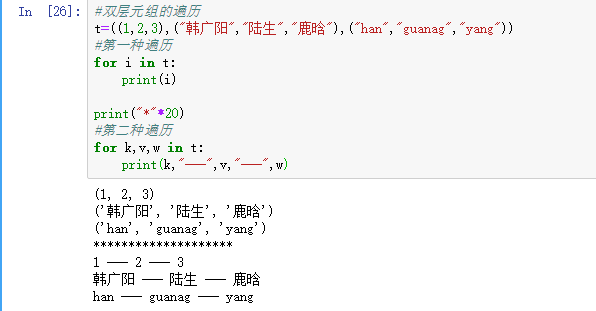 In [26]: #双层元组的遍历
t=((1,2,3),("韩广阳","陆生","鹿晗"),("han","guanag","yang"))
#第一种遍历
for i in t:
    print(i)
print("*"*20)
#第二种遍历
for k,v,w in t:
    print(k,"---",v,"---",w)
(1, 2, 3)
('韩广阳', '陆生', '鹿晗')
('han', 'guanag', 'yang')
********************
1 --- 2 --- 3
韩广阳 --- 陆生 --- 鹿晗
han --- guanag --- yang